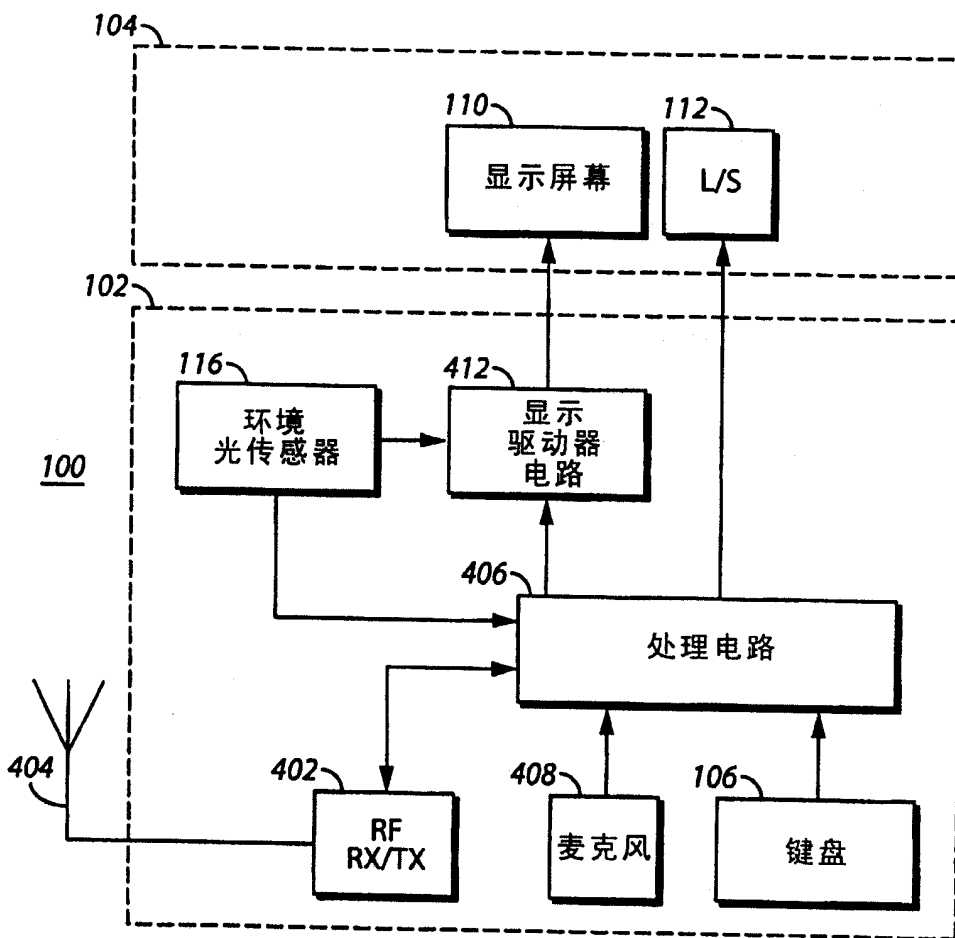 104
110
112
显示屏幕
L/S
102
116
412
环境
光传感器
显示
驱动器
电路
100
406
处理电路
404
402
408
106
RF
RX/TX
麦克风
键盘